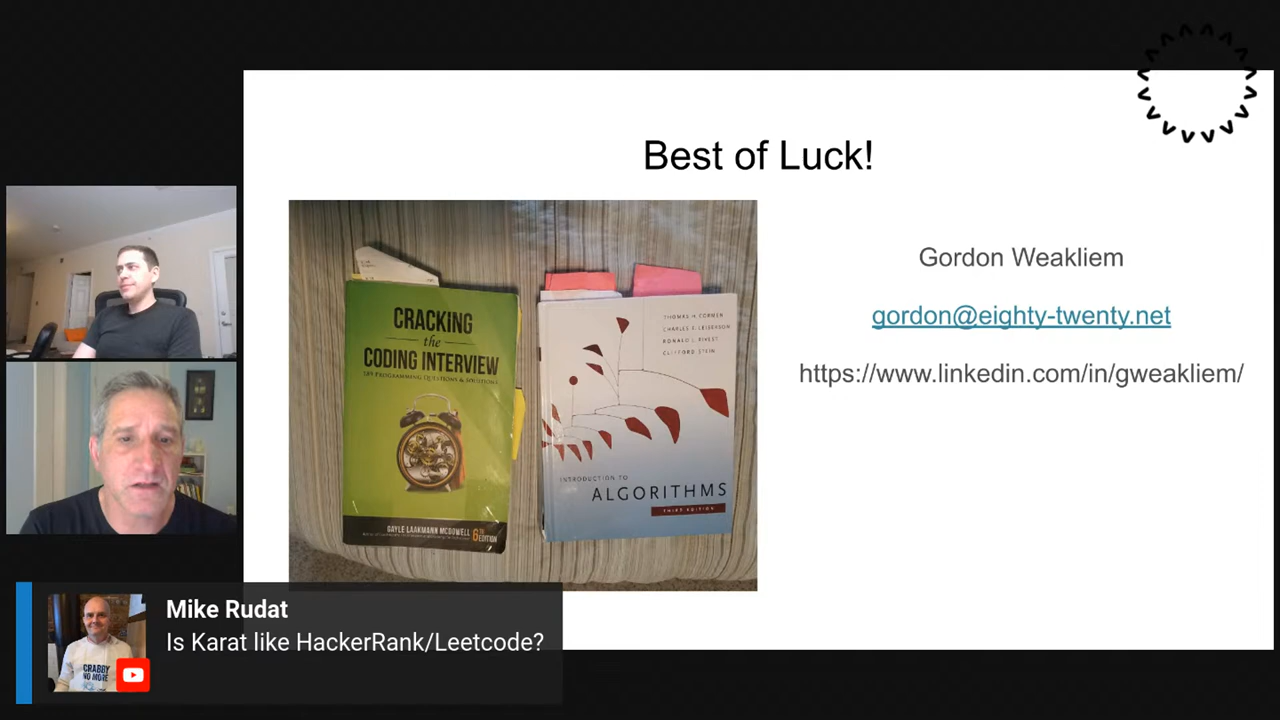 Best of Luck!
CRACKING
the
CODING INTERVIEW
189 PROGRAMMING QUESTIONS & SOLUTIONS
GAYLE LAAKMANN MCDOWELL
6TH
EDITION
THOMAS H. CORMEN
CHARLES E. LEISERSON
RONALD L. RIVEST
CLIFFORD STEIN
INTRODUCTION TO
ALGORITHMS
THIRD EDITION
Gordon Weakliem
gordon@eighty-twenty.net
https://www.linkedin.com/in/gweakliem/
Mike Rudat
Is Karat like HackerRank/Leetcode?
CRABBY
NO MORE